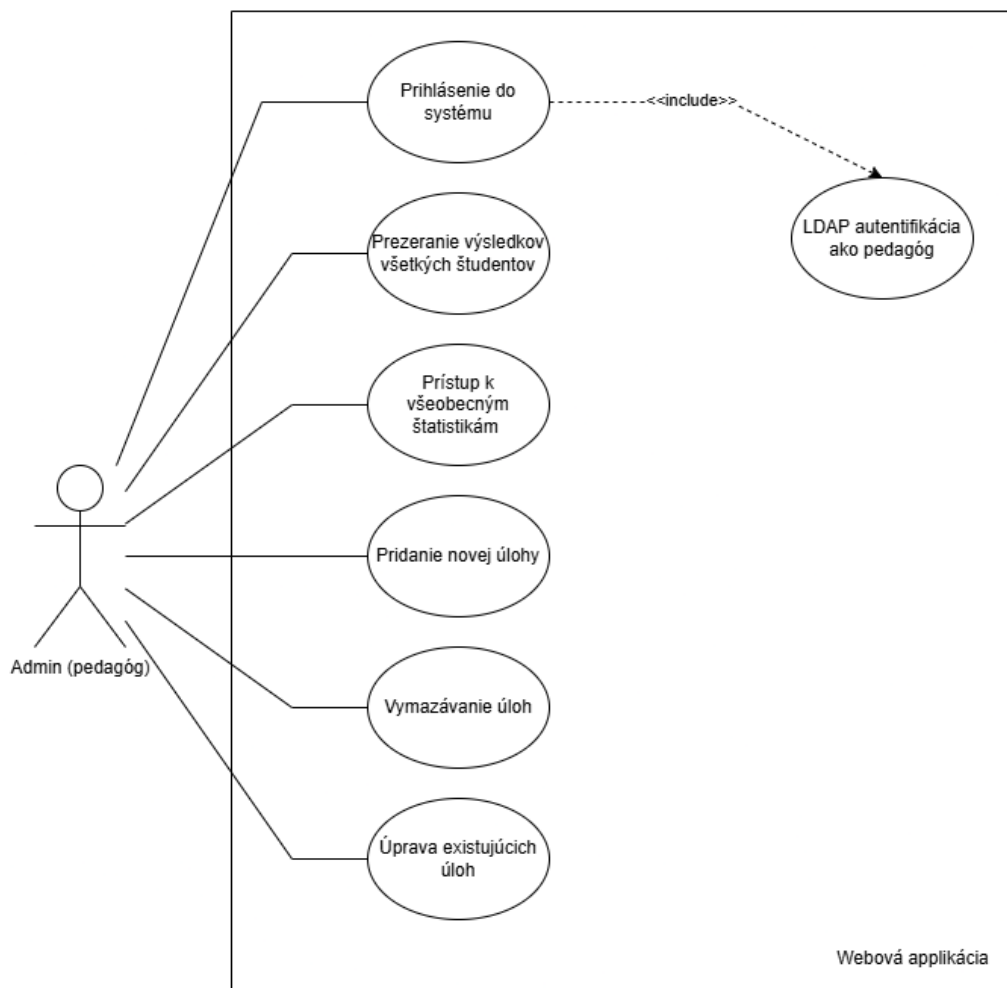 Prihlásenie do
systému
<<include>>
LDAP autentifikácia
ako pedagóg
Prezeranie výsledkov
všetkých študentov
Prístup k
všeobecným
štatistikám
Pridanie novej úlohy
Admin (pedagóg)
Vymazávanie úloh
Úprava existujúcich
úloh
Webová applikácia